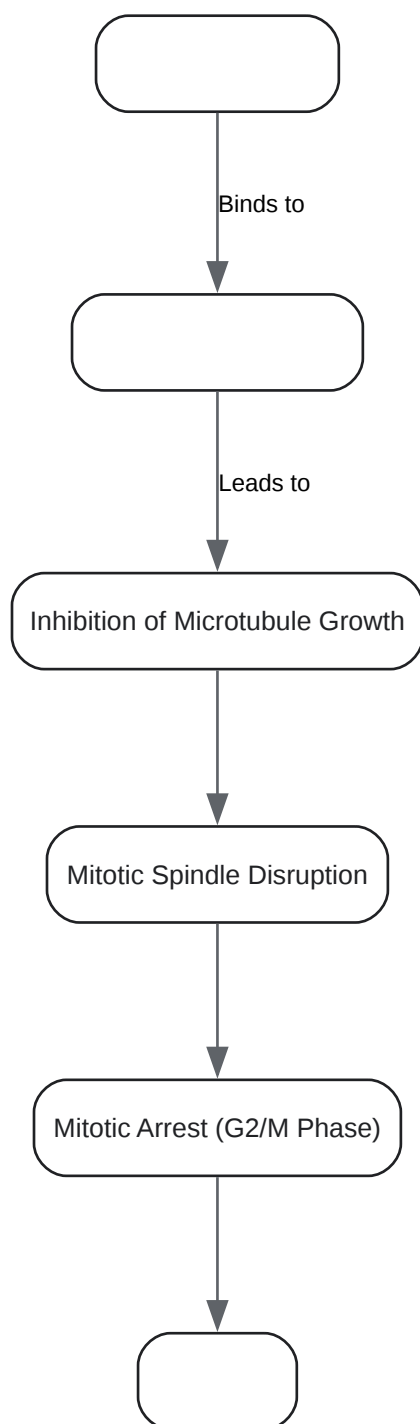 Binds to
Leads to
Inhibition of Microtubule Growth
Mitotic Spindle Disruption
Mitotic Arrest (G2/M Phase)